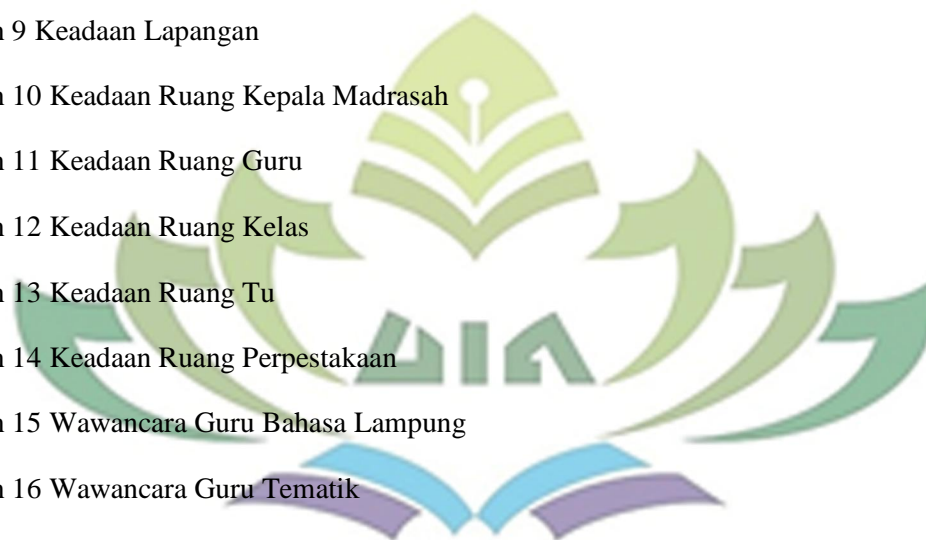 n 9 Keadaan Lapangan
n 10 Keadaan Ruang Kepala Madrasah
n 11 Keadaan Ruang Guru
n 12 Keadaan Ruang Kelas
n 13 Keadaan Ruang Tu
n 14 Keadaan Ruang Perpestakaan
UIN
n 15 Wawancara Guru Bahasa Lampung
n 16 Wawancara Guru Tematik